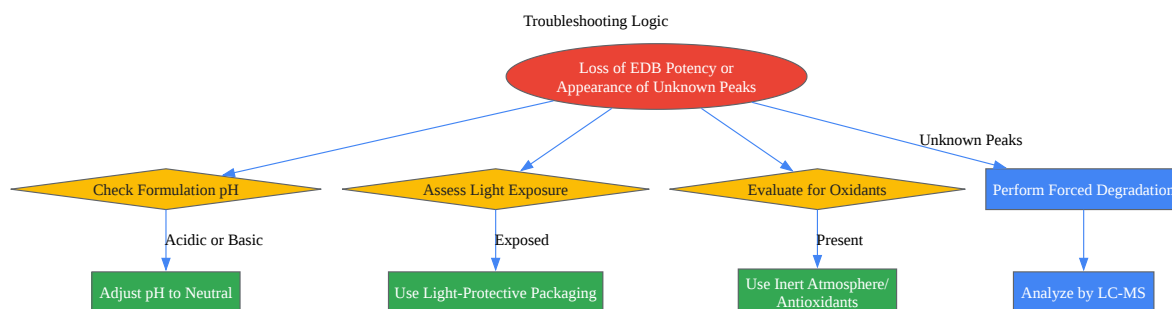 Troubleshooting Logic
Loss of EDB Potency or
Appearance of Unknown Peaks
Unknown Peaks
Check Formulation pH
Assess Light Exposure
Evaluate for Oxidants
Perform Forced Degradation
Acidic or Basic
Exposed
Present
Adjust pH to Neutral
Use Light-Protective Packaging
Use Inert Atmosphere/
Antioxidants
Analyze by LC-MS